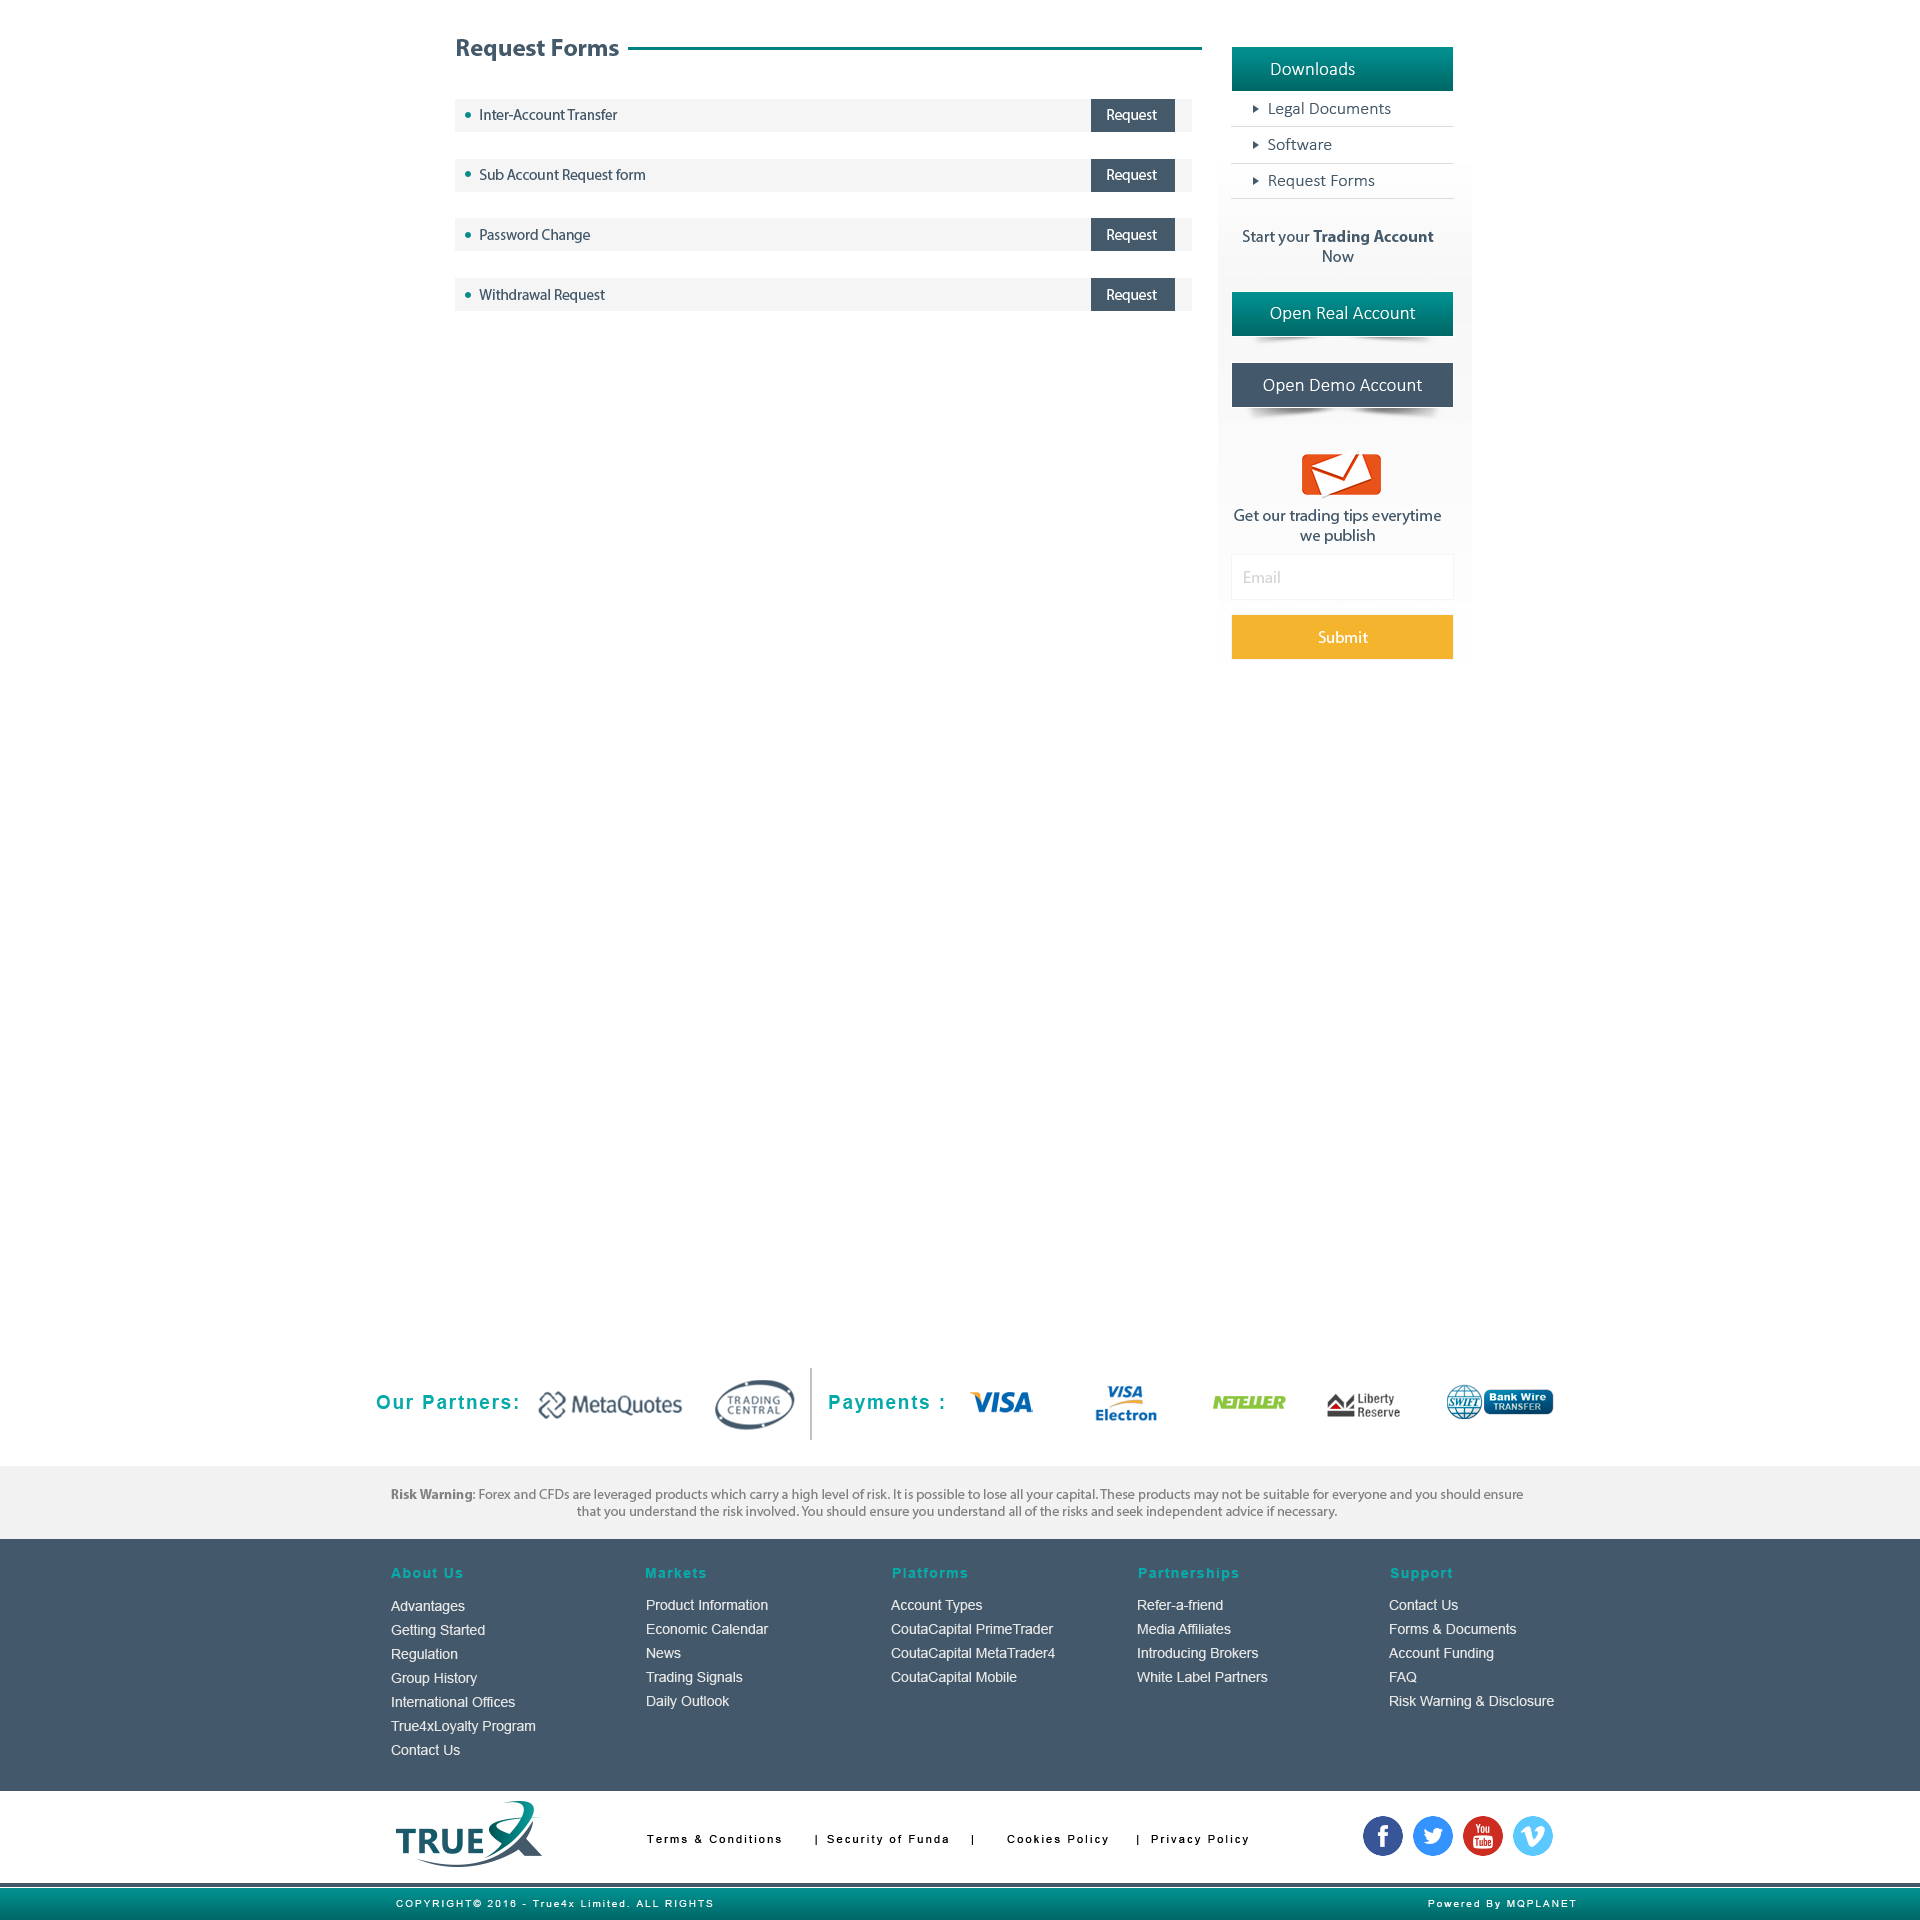 Request Forms
Inter-Account Transfer Request
Sub Account Request form Request
Password Change Request
Withdrawal Request Request
Downloads
Legal Documents
Software
Request Forms
Start your Trading Account
Now
Open Real Account
Open Demo Account
Get our trading tips everytime
we publish
Email
Submit
Our Partners: MetaQuotes TRADING CENTRAL Payments : VISA VISA Electron NETELLER Liberty Reserve SWIFT Bank Wire TRANSFER
Risk Warning: Forex and CFDs are leveraged products which carry a high level of risk. It is possible to lose all your capital. These products may not be suitable for everyone and you should ensure
that you understand the risk involved. You should ensure you understand all of the risks and seek independent advice if necessary.
About Us
Advantages
Getting Started
Regulation
Group History
International Offices
True4xLoyalty Program
Contact Us
Markets
Product Information
Economic Calendar
News
Trading Signals
Daily Outlook
Platforms
Account Types
CoutaCapital PrimeTrader
CoutaCapital MetaTrader4
CoutaCapital Mobile
Partnerships
Refer-a-friend
Media Affiliates
Introducing Brokers
White Label Partners
Support
Contact Us
Forms & Documents
Account Funding
FAQ
Risk Warning & Disclosure
TRUE4X
Terms & Conditions | Security of Funda | Cookies Policy | Privacy Policy
You Tube
COPYRIGHT© 2016 - True4x Limited. ALL RIGHTS
Powered By MQPLANET